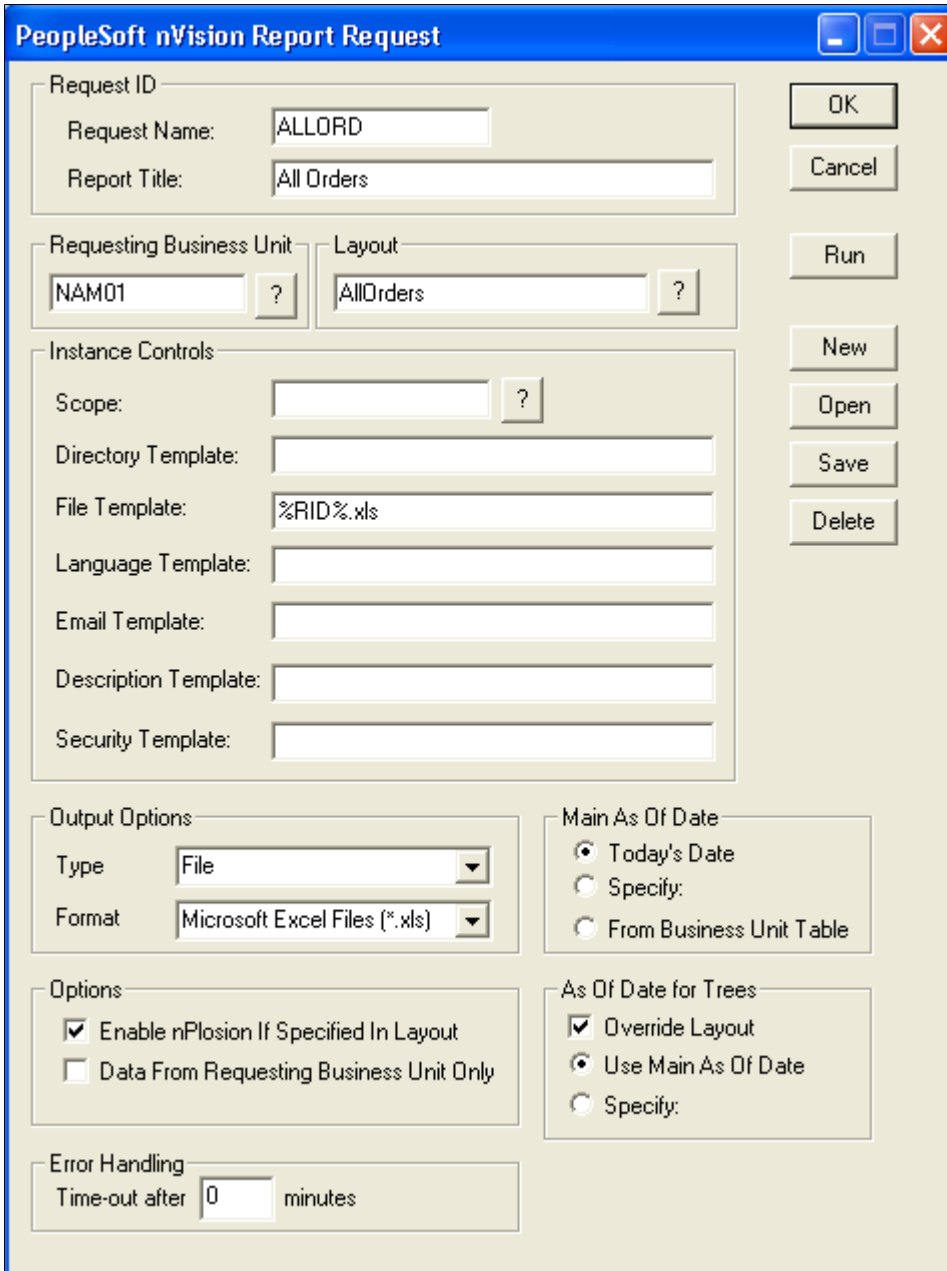 PeopleSoft nVision Report Request
Request ID
Request Name: ALLORD
Report Title: All Orders
OK
Cancel
Requesting Business Unit
NAM01 ?
Layout
AllOrders ?
Run
Instance Controls
Scope: ?
Directory Template:
File Template: %RID%.xls
Language Template:
Email Template:
Description Template:
Security Template:
New
Open
Save
Delete
Output Options
Type File
Format Microsoft Excel Files (*.xls)
Main As Of Date
Today's Date
Specify:
From Business Unit Table
Options
Enable nPlosion If Specified In Layout
Data From Requesting Business Unit Only
As Of Date for Trees
Override Layout
Use Main As Of Date
Specify:
Error Handling
Time-out after 0 minutes